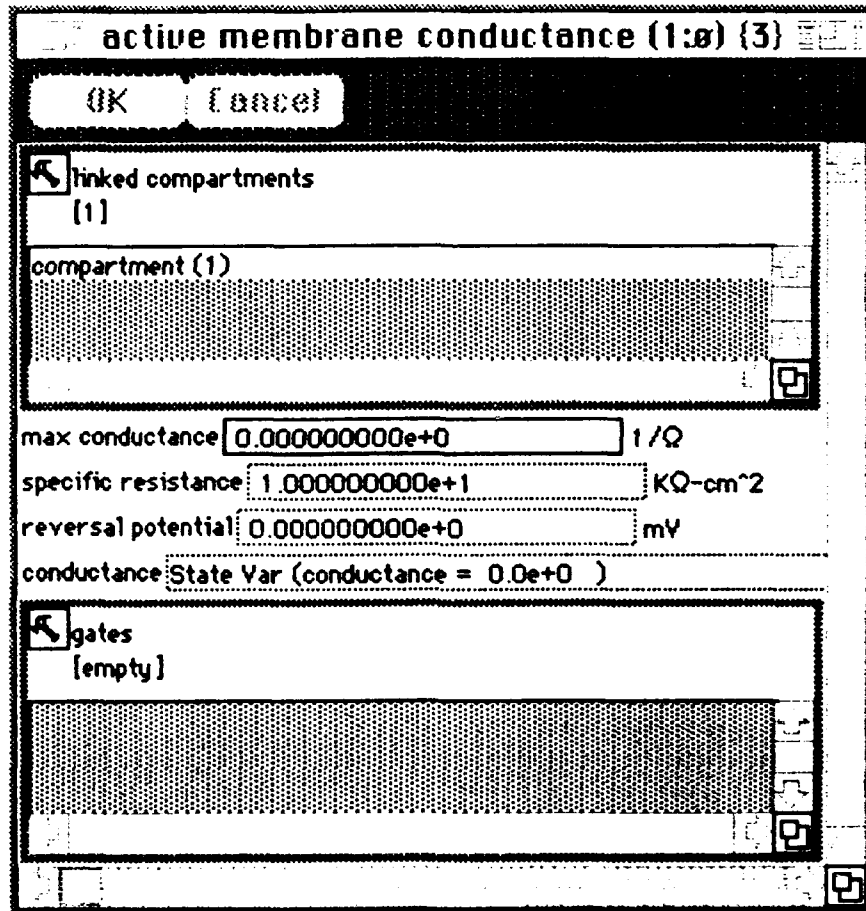 active membrane conductance (1:ø) {3}
OK Cancel
linked compartments
[1]
compartment (1)
max conductance 0.000000000e+0 1/Ω
specific resistance 1.000000000e+1 KΩ-cm^2
reversal potential 0.000000000e+0 mV
conductance State Var (conductance = 0.0e+0 )
gates
[empty]